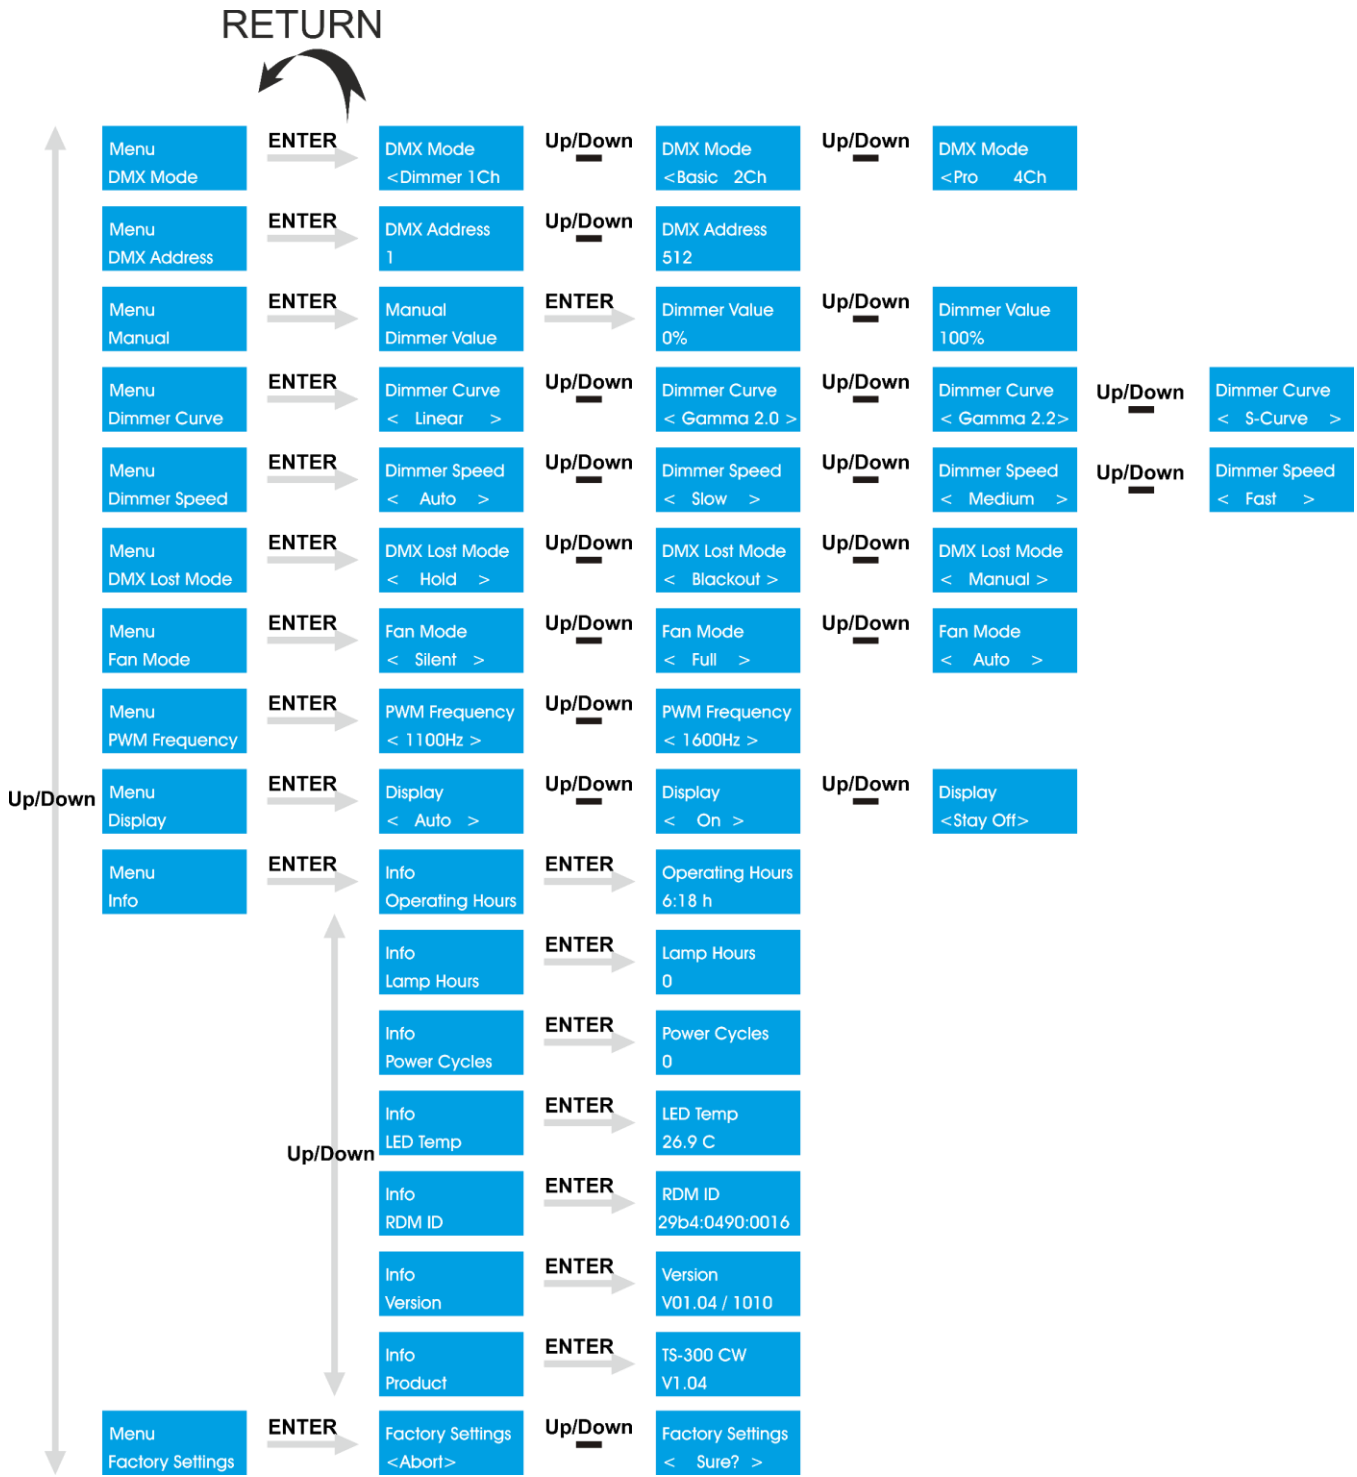 RETURN
Menu
DMX Mode
ENTER
DMX Mode
<Dimmer 1Ch
Up/Down
DMX Mode
<Basic 2Ch
Up/Down
DMX Mode
<Pro 4Ch
Menu
DMX Address
ENTER
DMX Address
1
Up/Down
DMX Address
512
Menu
Manual
ENTER
Manual
Dimmer Value
ENTER
Dimmer Value
0%
Up/Down
Dimmer Value
100%
Menu
Dimmer Curve
ENTER
Dimmer Curve
< Linear >
Up/Down
Dimmer Curve
< Gamma 2.0 >
Up/Down
Dimmer Curve
< Gamma 2.2>
Up/Down
Dimmer Curve
< S-Curve >
Menu
Dimmer Speed
ENTER
Dimmer Speed
< Auto >
Up/Down
Dimmer Speed
< Slow >
Up/Down
Dimmer Speed
< Medium >
Up/Down
Dimmer Speed
< Fast >
Menu
DMX Lost Mode
ENTER
DMX Lost Mode
< Hold >
Up/Down
DMX Lost Mode
< Blackout >
Up/Down
DMX Lost Mode
< Manual >
Menu
Fan Mode
ENTER
Fan Mode
< Silent >
Up/Down
Fan Mode
< Full >
Up/Down
Fan Mode
< Auto >
Menu
PWM Frequency
ENTER
PWM Frequency
< 1100Hz >
Up/Down
PWM Frequency
< 1600Hz >
Up/Down
Menu
Display
ENTER
Display
< Auto >
Up/Down
Display
< On >
Up/Down
Display
<Stay Off>
Menu
Info
ENTER
Info
Operating Hours
ENTER
Operating Hours
6:18 h
Info
Lamp Hours
ENTER
Lamp Hours
0
Info
Power Cycles
ENTER
Power Cycles
0
Info
LED Temp
ENTER
LED Temp
26.9 C
Up/Down
Info
RDM ID
ENTER
RDM ID
29b4:0490:0016
Info
Version
ENTER
Version
V01.04 / 1010
Info
Product
ENTER
TS-300 CW
V1.04
Menu
Factory Settings
ENTER
Factory Settings
<Abort>
Up/Down
Factory Settings
< Sure? >